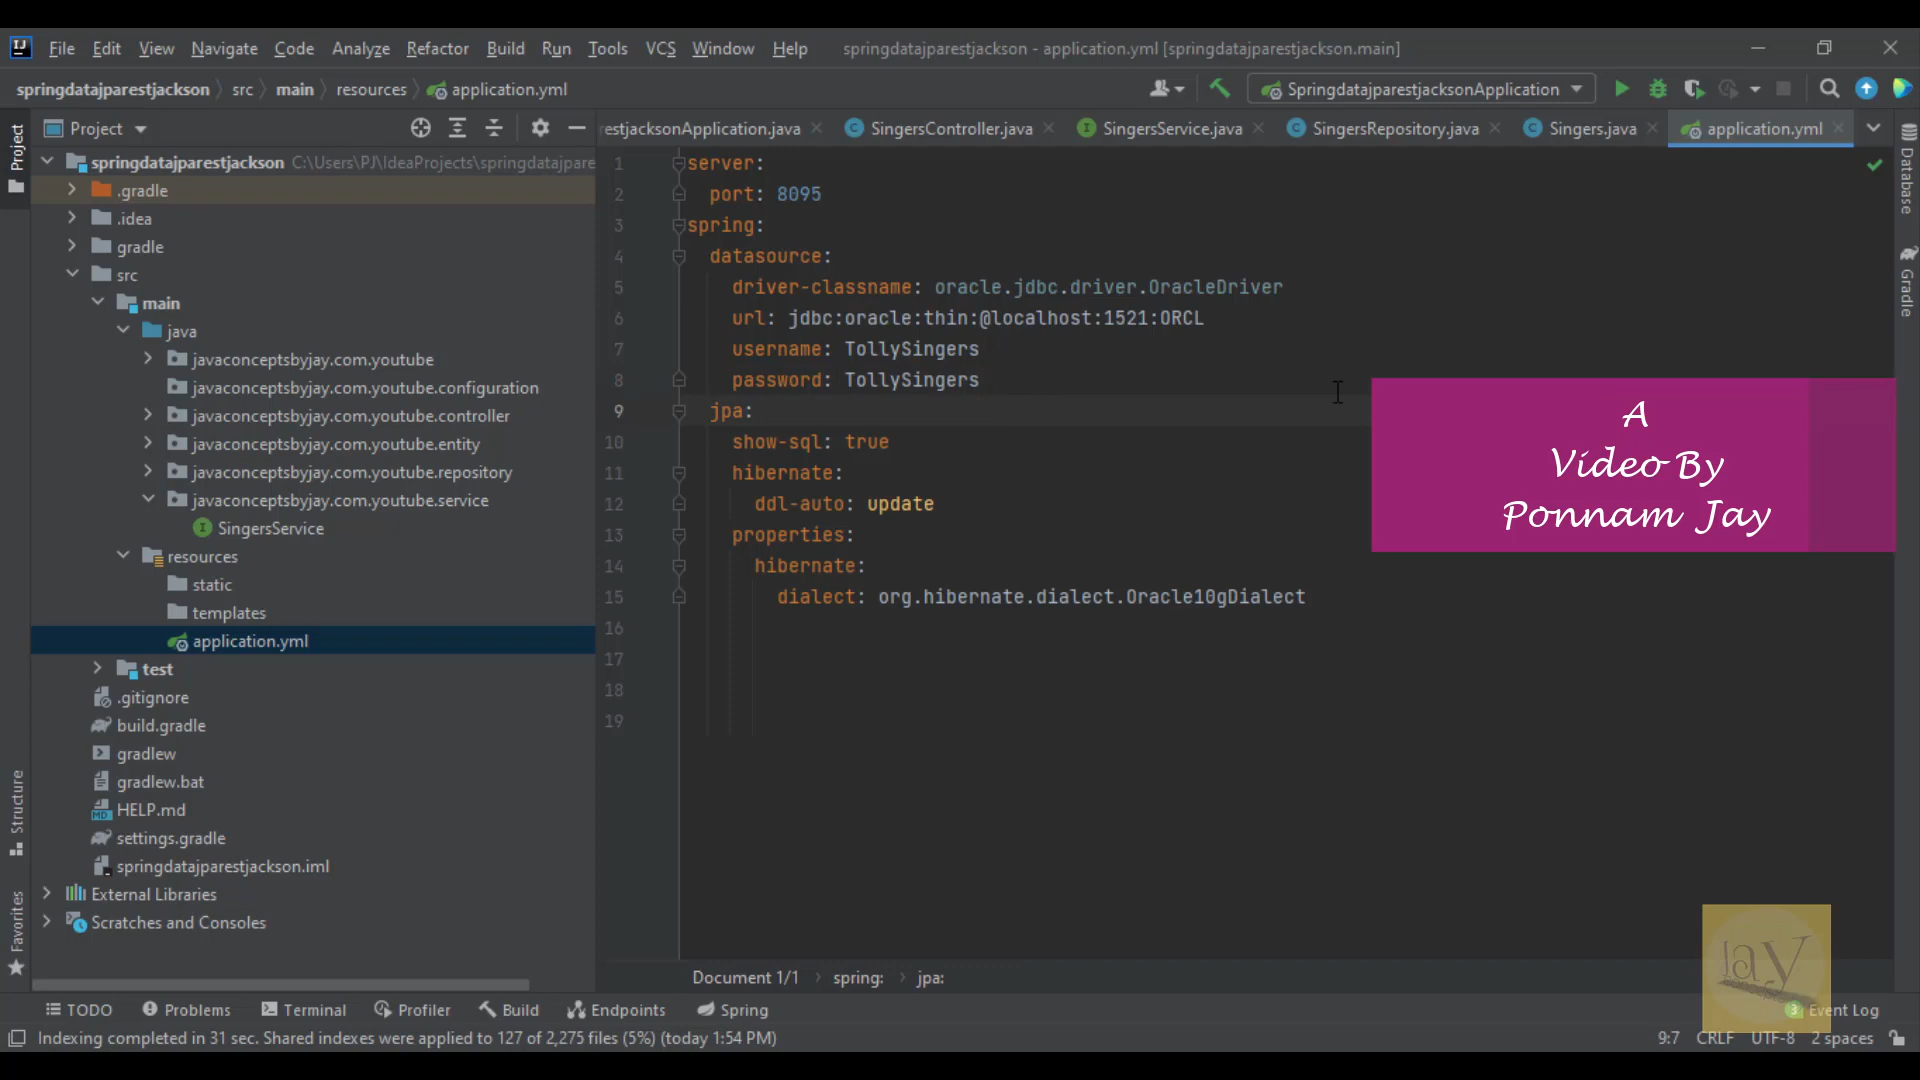 File Edit View Navigate Code Analyze Refactor Build Run Tools VCS Window Help springdatajparestjackson - application.yml [springdatajparestjackson.main]
springdatajparestjackson src main resources application.yml SpringdatajparestjacksonApplication
Project
Project
restjacksonApplication.java SingersController.java SingersService.java SingersRepository.java Singers.java application.yml
springdatajparestjackson C:\Users\PJ\IdeaProjects\springdatajpare
.gradle
.idea
gradle
src
main
java
javaconceptsbyjay.com.youtube
javaconceptsbyjay.com.youtube.configuration
javaconceptsbyjay.com.youtube.controller
javaconceptsbyjay.com.youtube.entity
javaconceptsbyjay.com.youtube.repository
javaconceptsbyjay.com.youtube.service
SingersService
resources
static
templates
application.yml
test
.gitignore
build.gradle
gradlew
gradlew.bat
HELP.md
settings.gradle
springdatajparestjackson.iml
External Libraries
Scratches and Consoles
Structure
Favorites
1 server:
2 port: 8095
3 spring:
4 datasource:
5 driver-classname: oracle.jdbc.driver.OracleDriver
6 url: jdbc:oracle:thin:@localhost:1521:ORCL
7 username: TollySingers
8 password: TollySingers
9 jpa:
10 show-sql: true
11 hibernate:
12 ddl-auto: update
13 properties:
14 hibernate:
15 dialect: org.hibernate.dialect.Oracle10gDialect
16
17
18
19
A
Video By
Ponnam Jay
Database
Gradle
Jay
Document 1/1 spring: jpa:
TODO Problems Terminal Profiler Build Endpoints Spring 3 Event Log
Indexing completed in 31 sec. Shared indexes were applied to 127 of 2,275 files (5%) (today 1:54 PM) 9:7 CRLF UTF-8 2 spaces